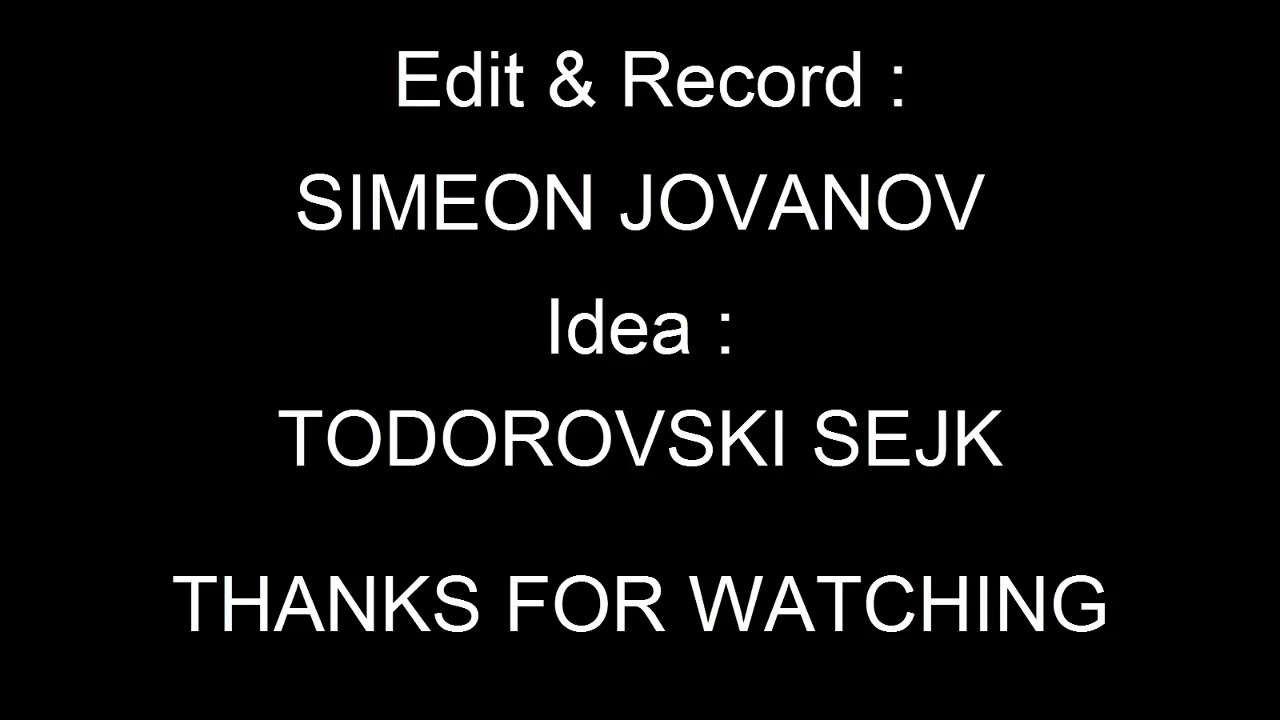 Edit & Record :
SIMEON JOVANOV
Idea :
TODOROVSKI SEJK
THANKS FOR WATCHING